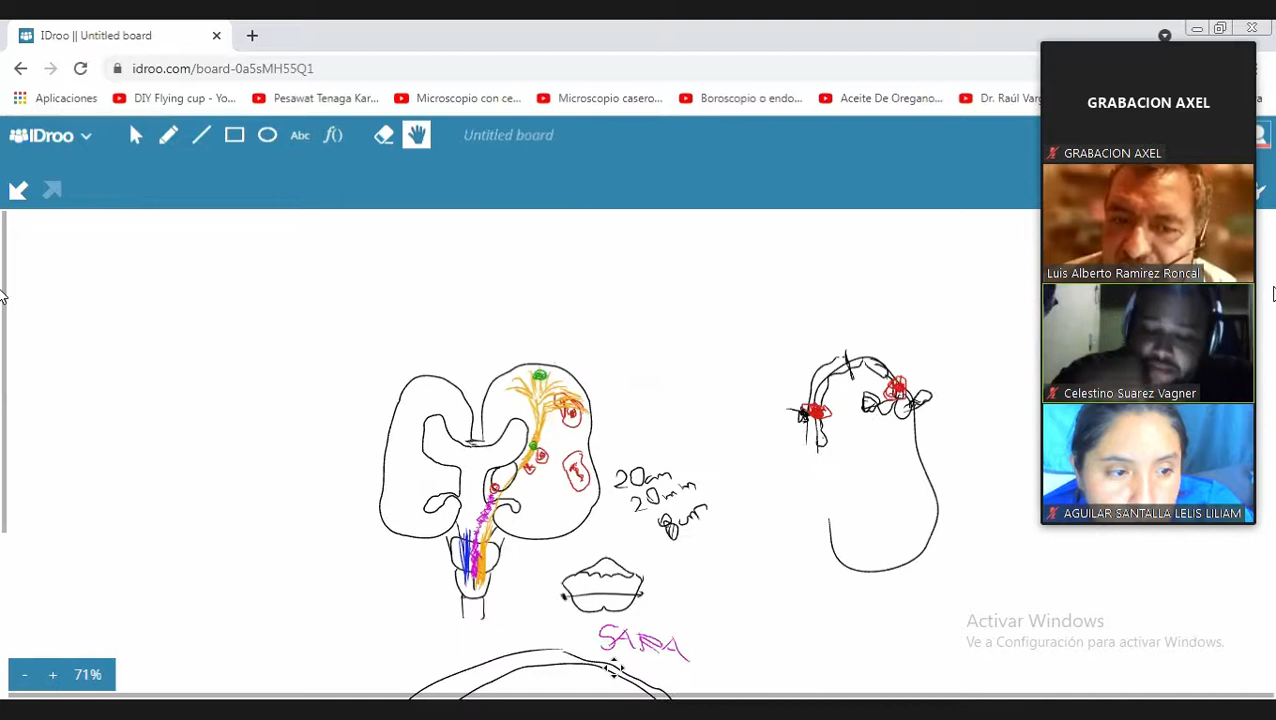 IDroo || Untitled board
idroo.com/board-0a5sMH55Q1
Aplicaciones
DIY Flying cup - Yo...
Pesawat Tenaga Kar...
Microscopio con ce...
Microscopio casero...
Boroscopio o endo...
Aceite De Oregano...
Dr. Raúl Varg
IDroo
Abc
f()
Untitled board
GRABACION AXEL
GRABACION AXEL
Luis Alberto Ramirez Roncal
Celestino Suarez Vagner
AGUILAR SANTALLA LELIS LILIAM
20
20mm
Activar Windows
Ve a Configuración para activar Windows.
- + 71%